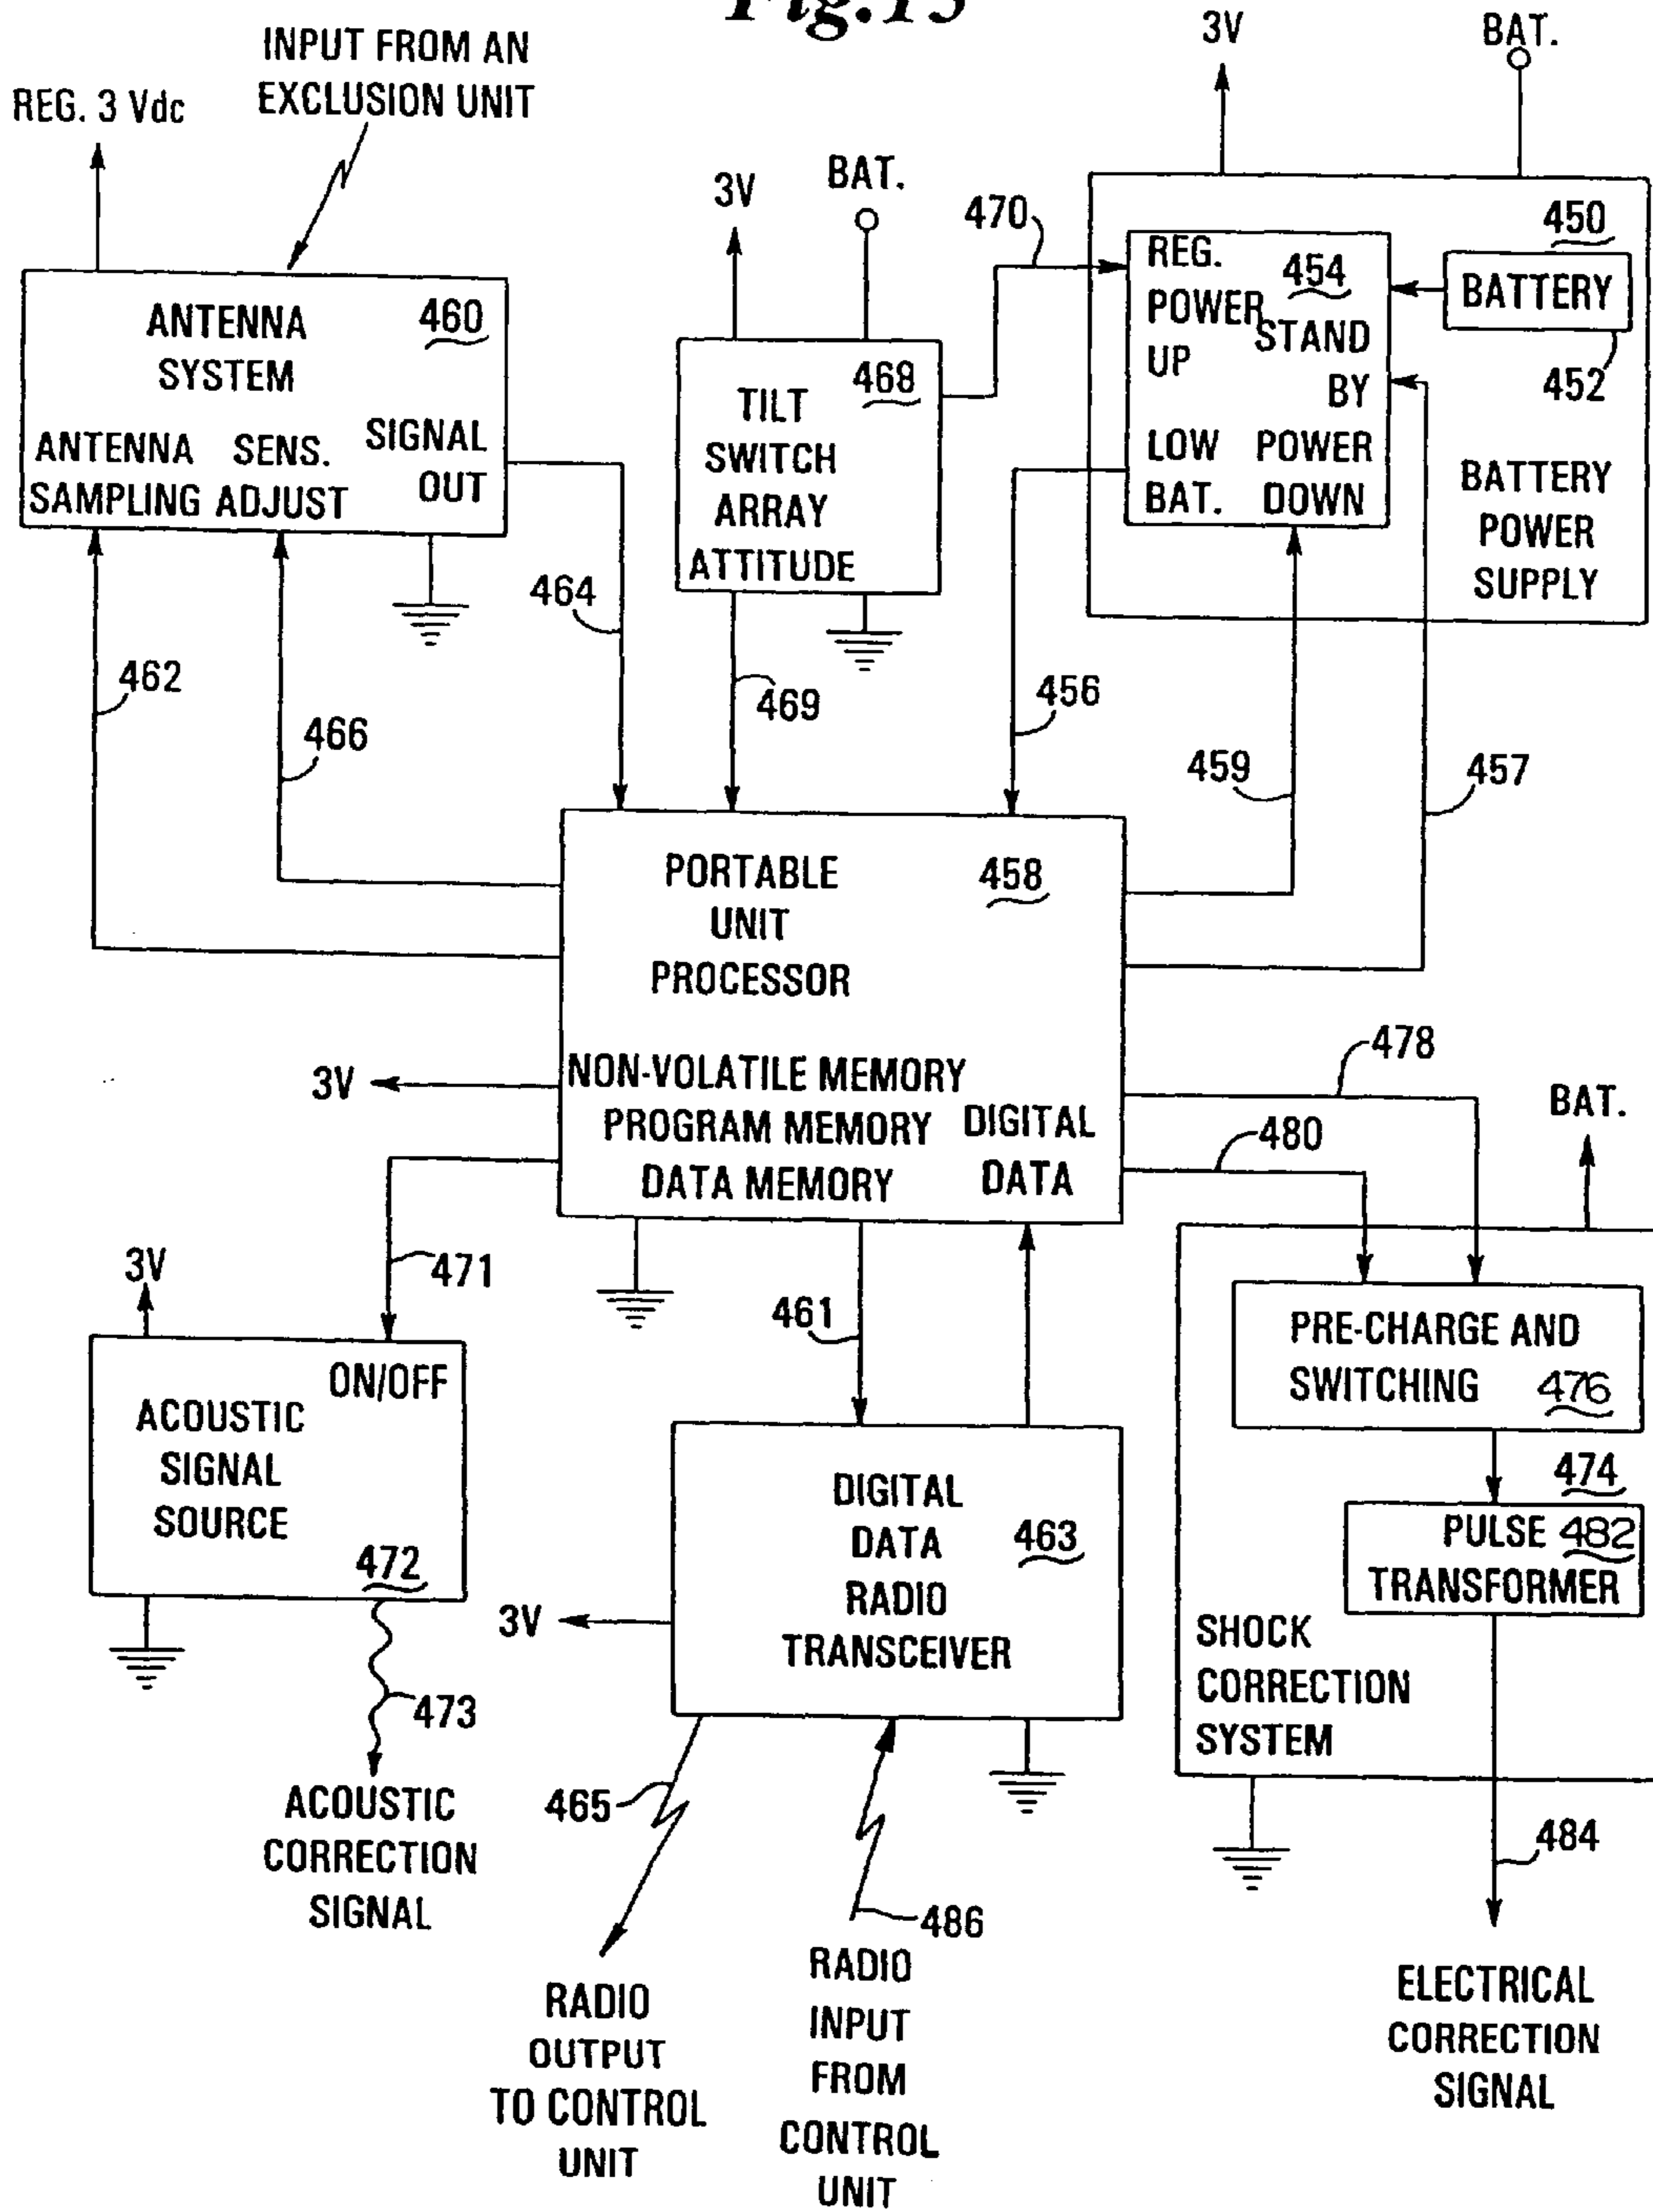 Fig.15
INPUT FROM AN
EXCLUSION UNIT
REG. 3 Vdc
3V
BAT.
3V
BAT.
470
ANTENNA
SYSTEM
460
ANTENNA
SAMPLING
SENS.
ADJUST
SIGNAL
OUT
468
TILT
SWITCH
ARRAY
ATTITUDE
REG.
POWER
UP
454
STAND
BY
LOW
BAT.
POWER
DOWN
450
BATTERY
452
BATTERY
POWER
SUPPLY
462
466
464
469
456
459
457
PORTABLE
UNIT
PROCESSOR
458
NON-VOLATILE MEMORY
PROGRAM MEMORY
DATA MEMORY
DIGITAL
DATA
3V
478
480
BAT.
471
461
3V
ON/OFF
ACOUSTIC
SIGNAL
SOURCE
472
473
ACOUSTIC
CORRECTION
SIGNAL
DIGITAL
DATA
RADIO
TRANSCEIVER
463
3V
465
486
RADIO
OUTPUT
TO CONTROL
UNIT
RADIO
INPUT
FROM
CONTROL
UNIT
PRE-CHARGE AND
SWITCHING
476
474
PULSE 482
TRANSFORMER
SHOCK
CORRECTION
SYSTEM
484
ELECTRICAL
CORRECTION
SIGNAL